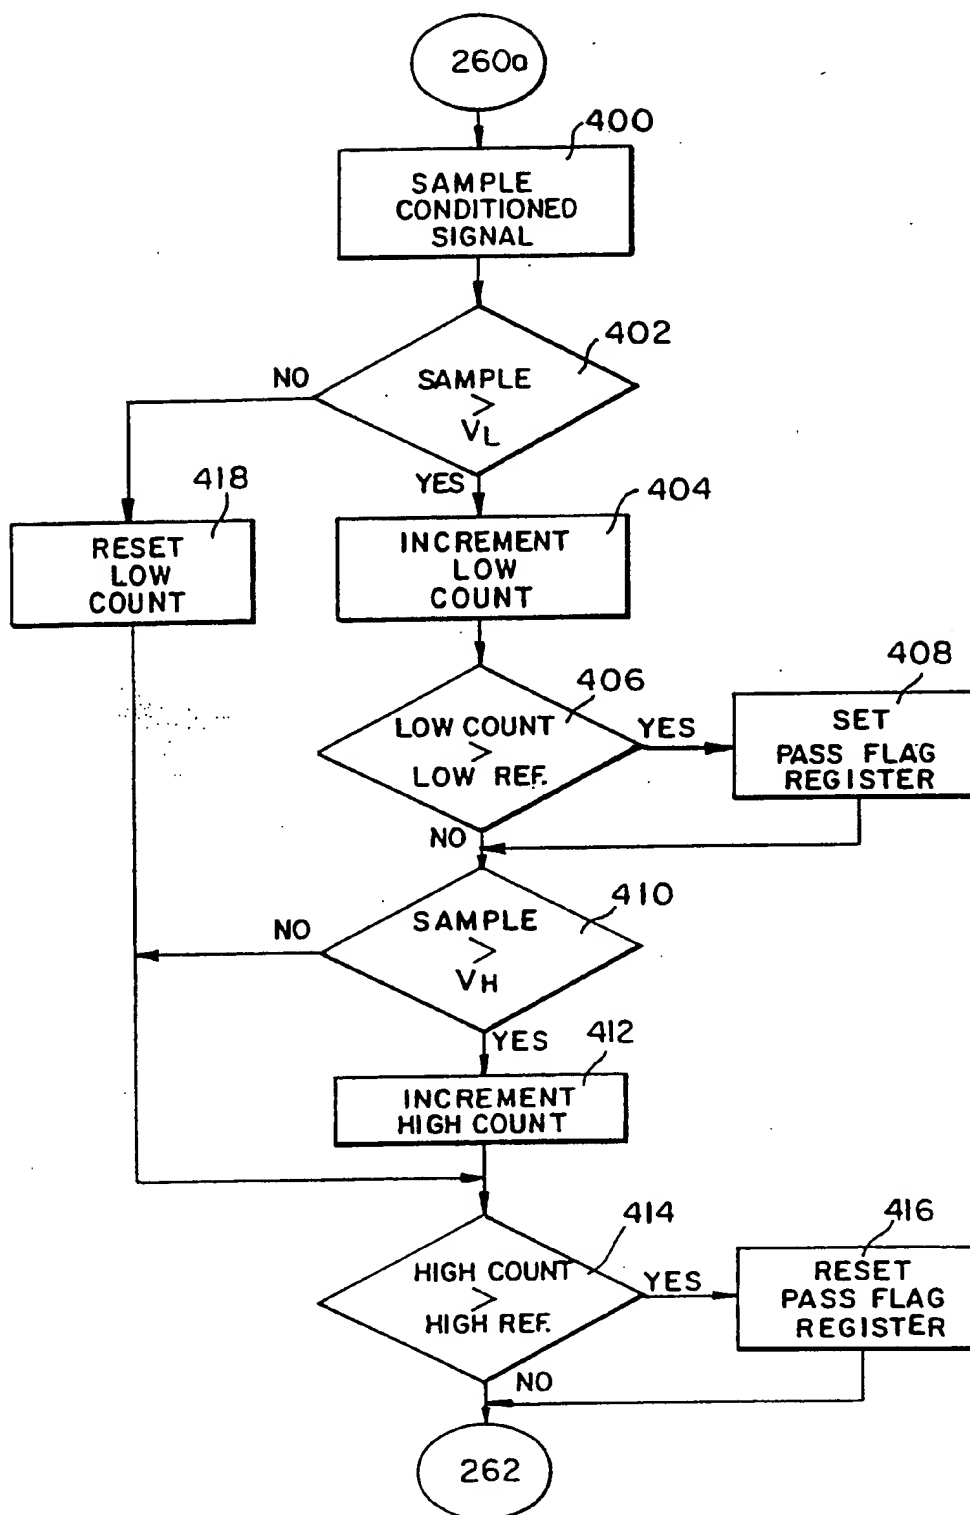 260a
400
SAMPLE
CONDITIONED
SIGNAL
402
NO
SAMPLE
>
VL
YES
418
RESET
LOW
COUNT
404
INCREMENT
LOW
COUNT
406
LOW COUNT
>
LOW REF.
YES
408
SET
PASS FLAG
REGISTER
NO
410
NO
SAMPLE
>
VH
YES
412
INCREMENT
HIGH COUNT
414
HIGH COUNT
>
HIGH REF.
YES
416
RESET
PASS FLAG
REGISTER
NO
262